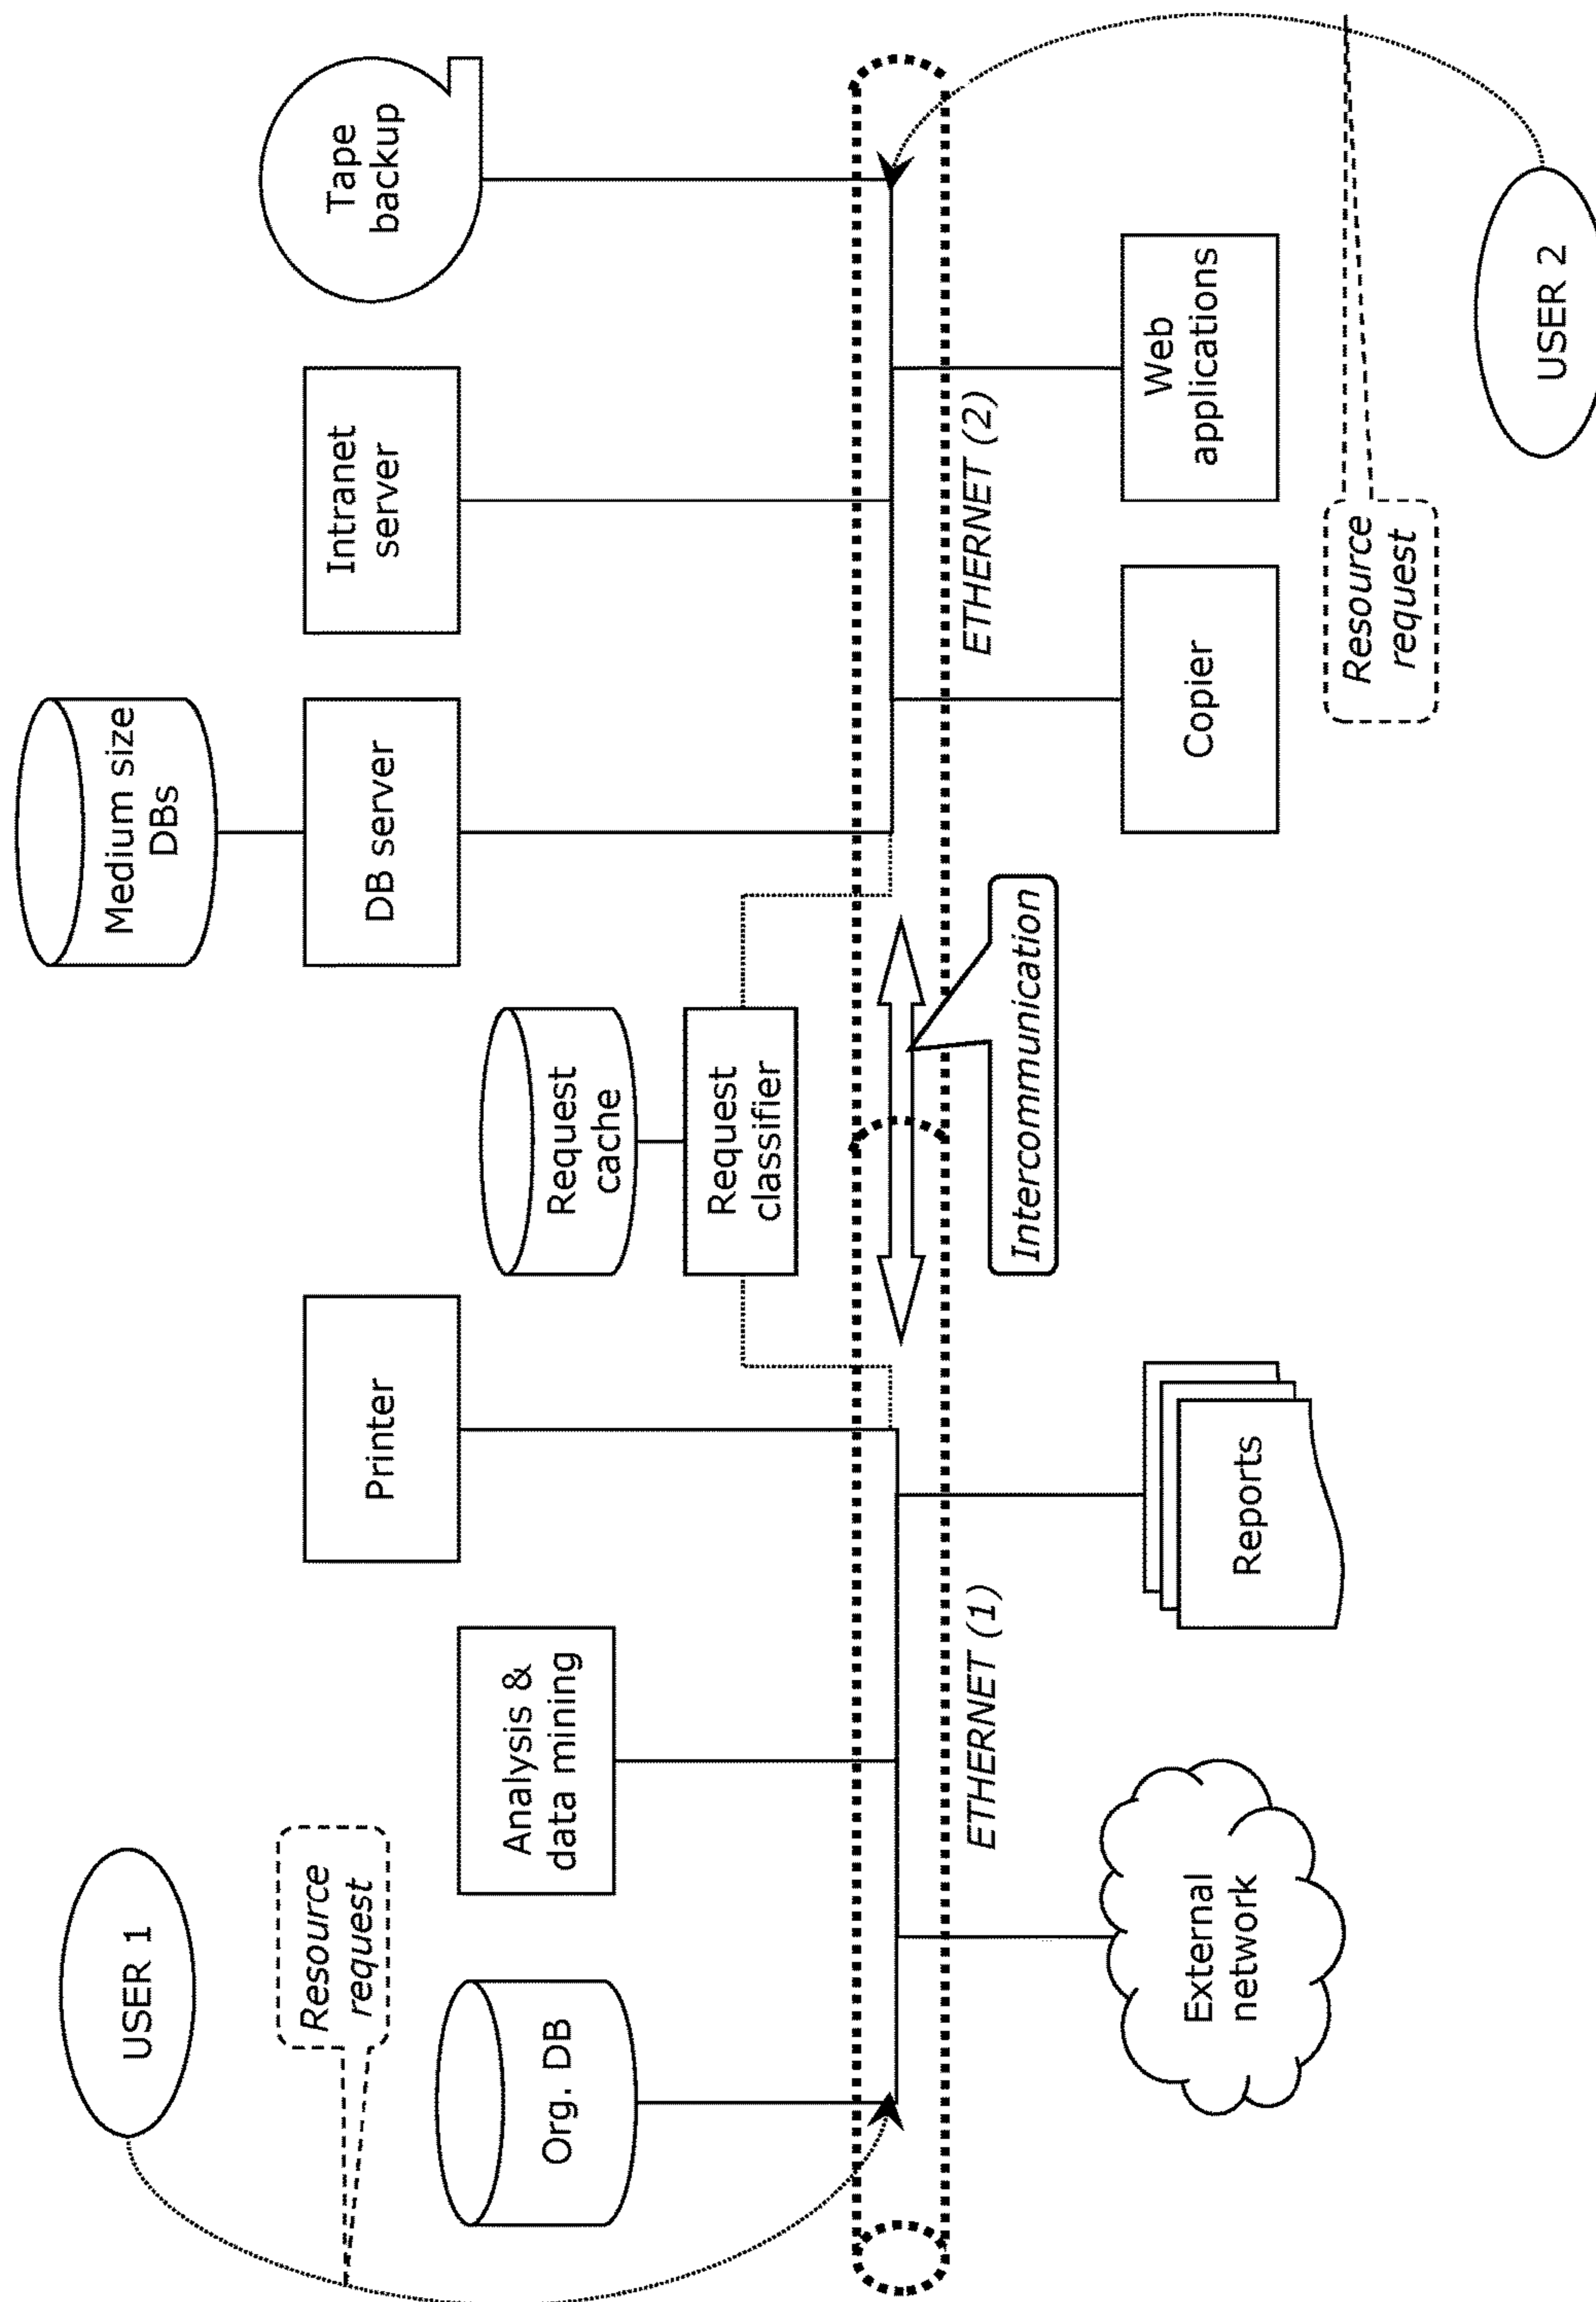 USER 1
Resource
request
Org. DB
Analysis &
data mining
Printer
Request
cache
Request
classifier
Medium size
DBs
DB server
Intranet
server
Tape
backup
ETHERNET (1)
Intercommunication
ETHERNET (2)
External
network
Reports
Copier
Web
applications
Resource
request
USER 2